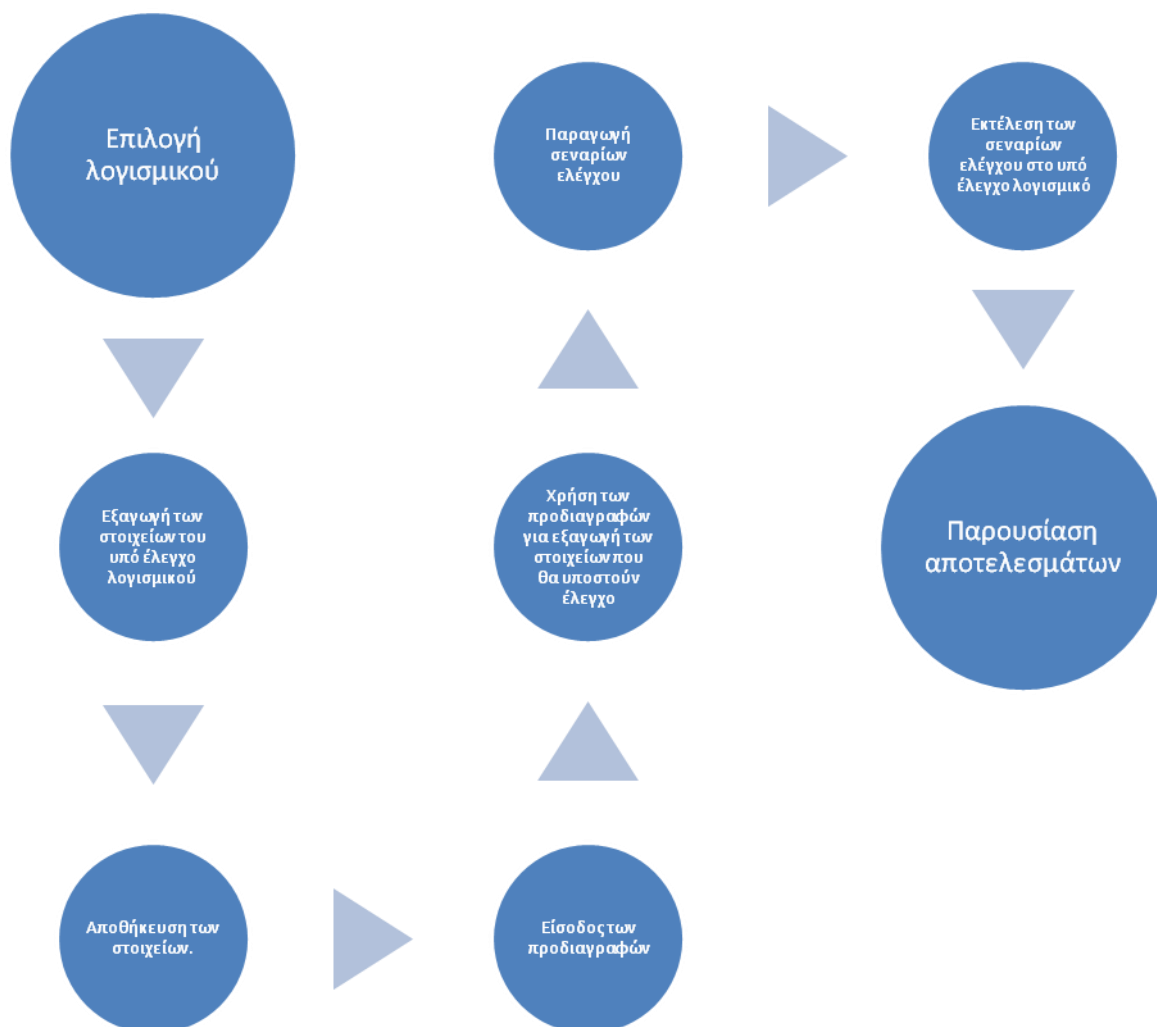 Επιλογή
λογισμικού
Εξαγωγή των
στοιχείων του
υπό έλεγχο
λογισμικού
Αποθήκευση των
στοιχείων.
Είσοδος των
προδιαγραφών
Χρήση των
προδιαγραφών
για εξαγωγή των
στοιχείων που
θα υποστούν
έλεγχο
Παραγωγή
σεναρίων
ελέγχου
Εκτέλεση των
σεναρίων
ελέγχου στο υπό
έλεγχο λογισμικό
Παρουσίαση
αποτελεσμάτων